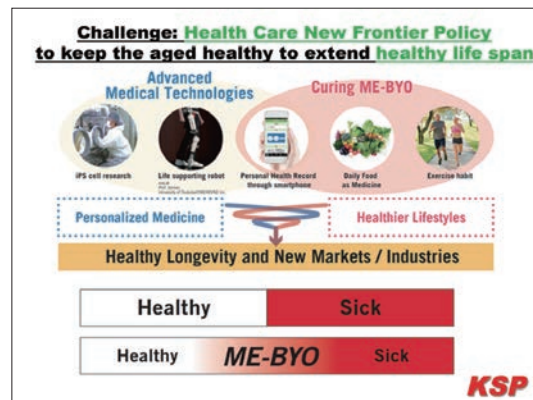 Challenge: Health Care New Frontier Policy
to keep the aged healthy to extend healthy life span
Advanced
Medical Technologies
Curing ME-BYO
iPS cell research
Life supporting robot
Personal Health Record
through smartphone
Daily Food
as Medicine
Exercise habit
Personalized Medicine
Healthier Lifestyles
Healthy Longevity and New Markets / Industries
Healthy
Sick
Healthy
ME-BYO
Sick
KSP